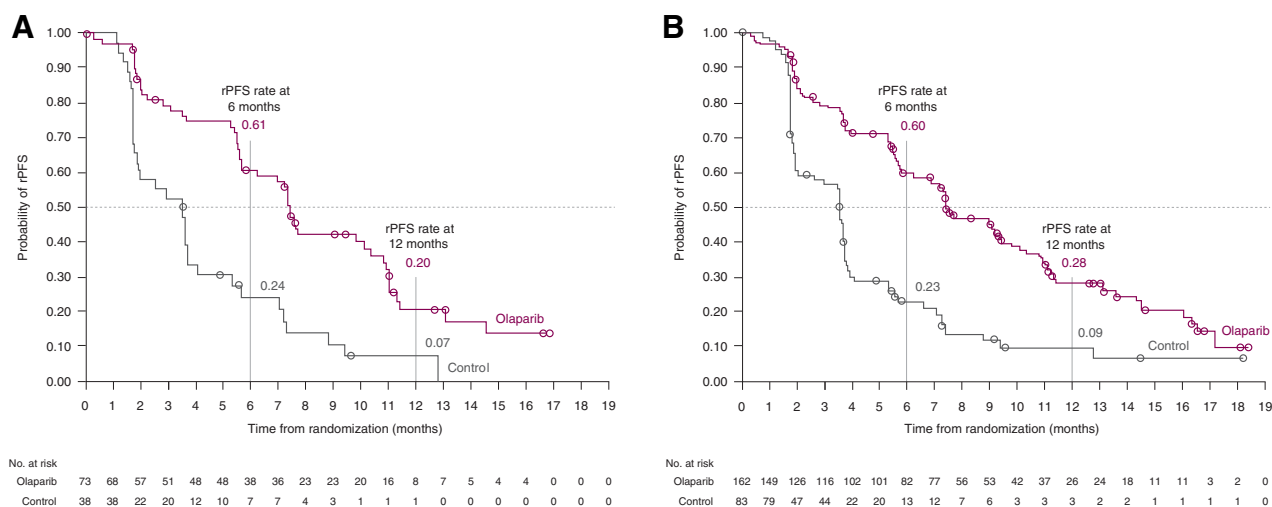 A
Probability of rPFS
1.00
0.90
0.80
0.70
0.60
0.50
0.40
0.30
0.20
0.10
0.00
rPFS rate at
6 months
0.61
rPFS rate at
12 months
0.20
0.24
0.07
Olaparib
Control
0 1 2 3 4 5 6 7 8 9 10 11 12 13 14 15 16 17 18 19
Time from randomization (months)
No. at risk
Olaparib 73 68 57 51 48 48 38 36 23 23 20 16 8 7 5 4 4 0 0 0
Control 38 38 22 20 12 10 7 7 4 3 1 1 1 0 0 0 0 0 0 0
B
Probability of rPFS
1.00
0.90
0.80
0.70
0.60
0.50
0.40
0.30
0.20
0.10
0.00
rPFS rate at
6 months
0.60
rPFS rate at
12 months
0.28
0.23
0.09
Olaparib
Control
0 1 2 3 4 5 6 7 8 9 10 11 12 13 14 15 16 17 18 19
Time from randomization (months)
No. at risk
Olaparib 162 149 126 116 102 101 82 77 56 53 42 37 26 24 18 11 11 3 2 0
Control 83 79 47 44 22 20 13 12 7 6 3 3 3 2 2 1 1 1 1 0